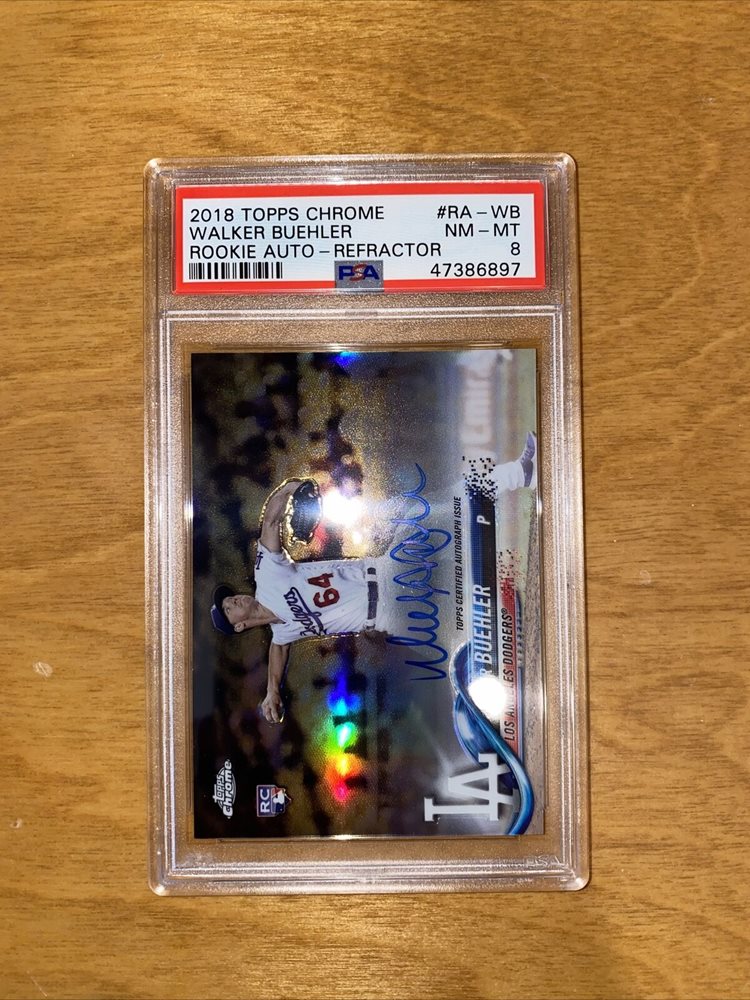 2018 TOPPS CHROME #RA-WB
WALKER BUEHLER NM-MT
ROOKIE AUTO-REFRACTOR 8
PSA 47386897
TOPPS CERTIFIED AUTOGRAPH ISSUE
BUEHLER P
LOS ANGELES DODGERS®
LA
Dodgers
64
TOPPS
Chrome
RC
PSA